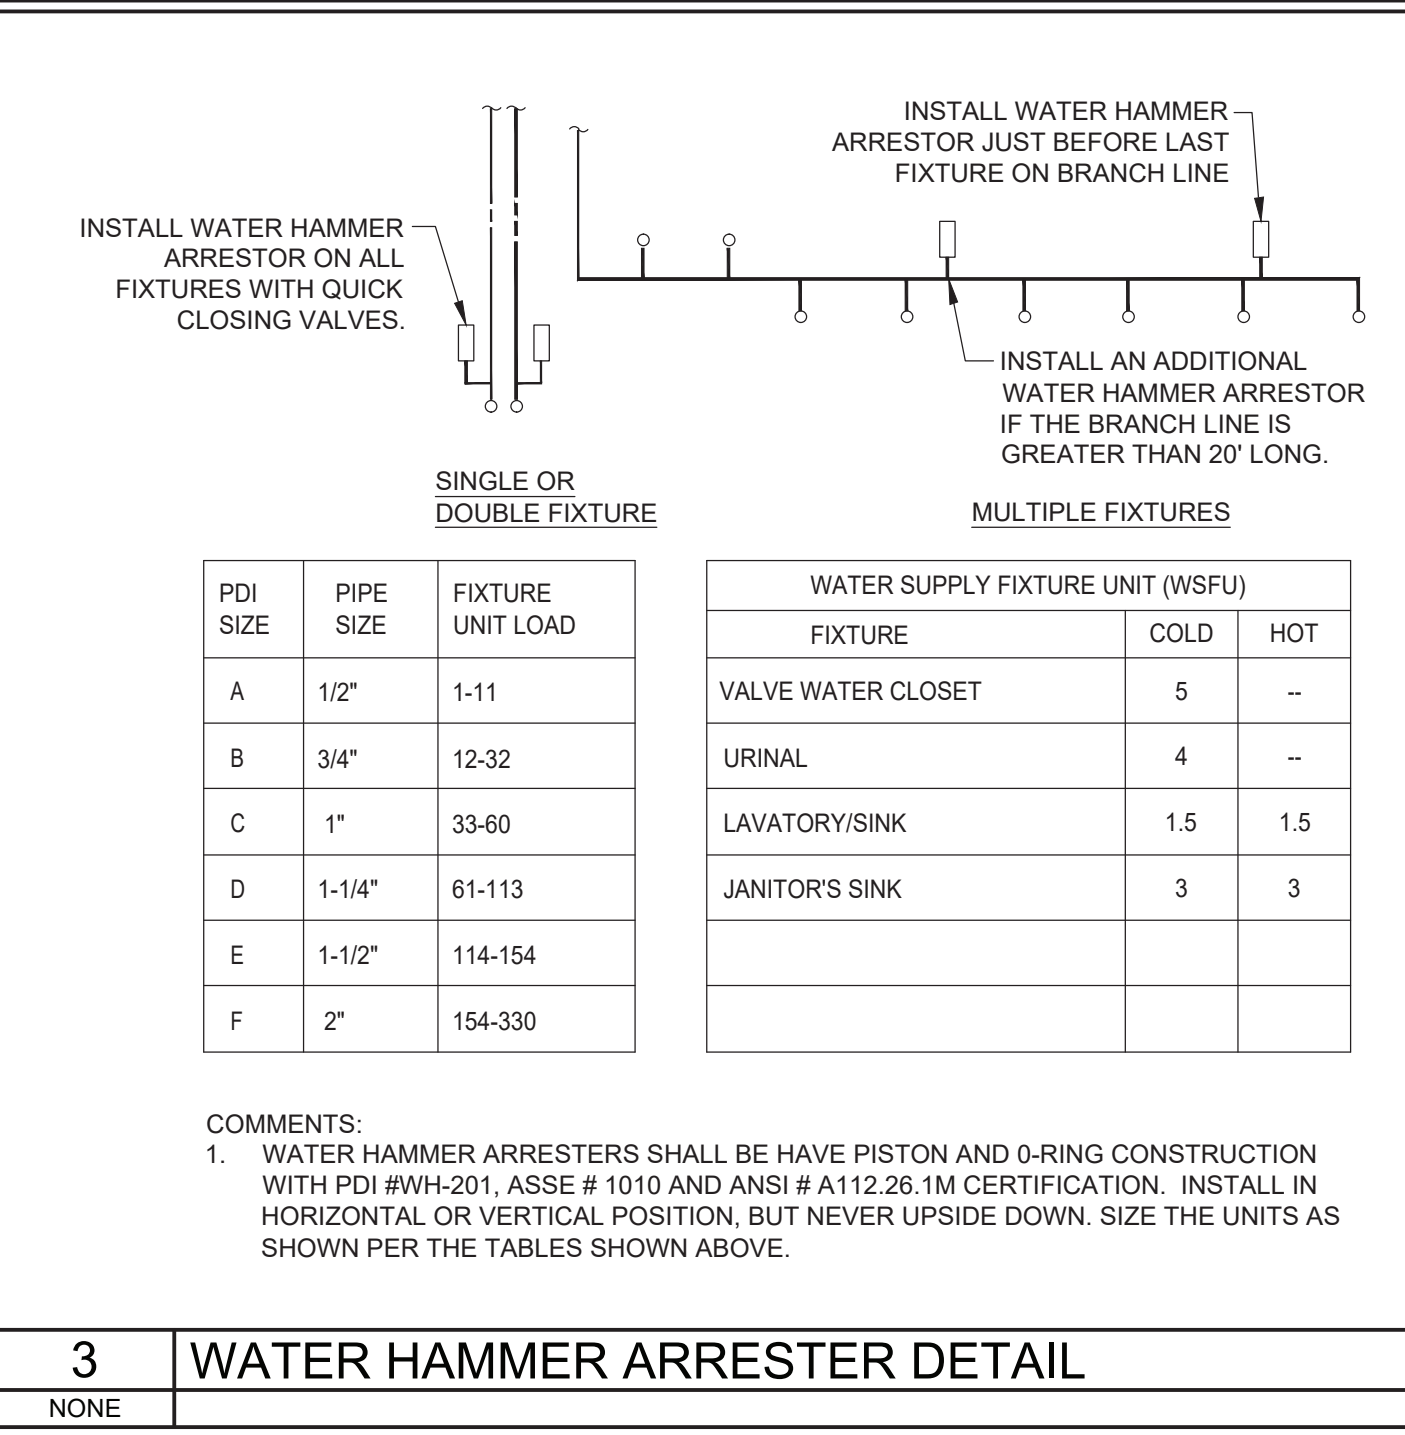 INSTALL WATER HAMMER
ARRESTOR ON ALL
FIXTURES WITH QUICK
CLOSING VALVES.
INSTALL WATER HAMMER
ARRESTOR JUST BEFORE LAST
FIXTURE ON BRANCH LINE
INSTALL AN ADDITIONAL
WATER HAMMER ARRESTOR
IF THE BRANCH LINE IS
GREATER THAN 20' LONG.
SINGLE OR
DOUBLE FIXTURE
MULTIPLE FIXTURES
PDI SIZE PIPE SIZE FIXTURE UNIT LOAD
A 1/2" 1-11
B 3/4" 12-32
C 1" 33-60
D 1-1/4" 61-113
E 1-1/2" 114-154
F 2" 154-330
WATER SUPPLY FIXTURE UNIT (WSFU)
FIXTURE COLD HOT
VALVE WATER CLOSET 5 --
URINAL 4 --
LAVATORY/SINK 1.5 1.5
JANITOR'S SINK 3 3
COMMENTS:
1. WATER HAMMER ARRESTERS SHALL BE HAVE PISTON AND 0-RING CONSTRUCTION
WITH PDI #WH-201, ASSE # 1010 AND ANSI # A112.26.1M CERTIFICATION. INSTALL IN
HORIZONTAL OR VERTICAL POSITION, BUT NEVER UPSIDE DOWN. SIZE THE UNITS AS
SHOWN PER THE TABLES SHOWN ABOVE.
3 WATER HAMMER ARRESTER DETAIL
NONE